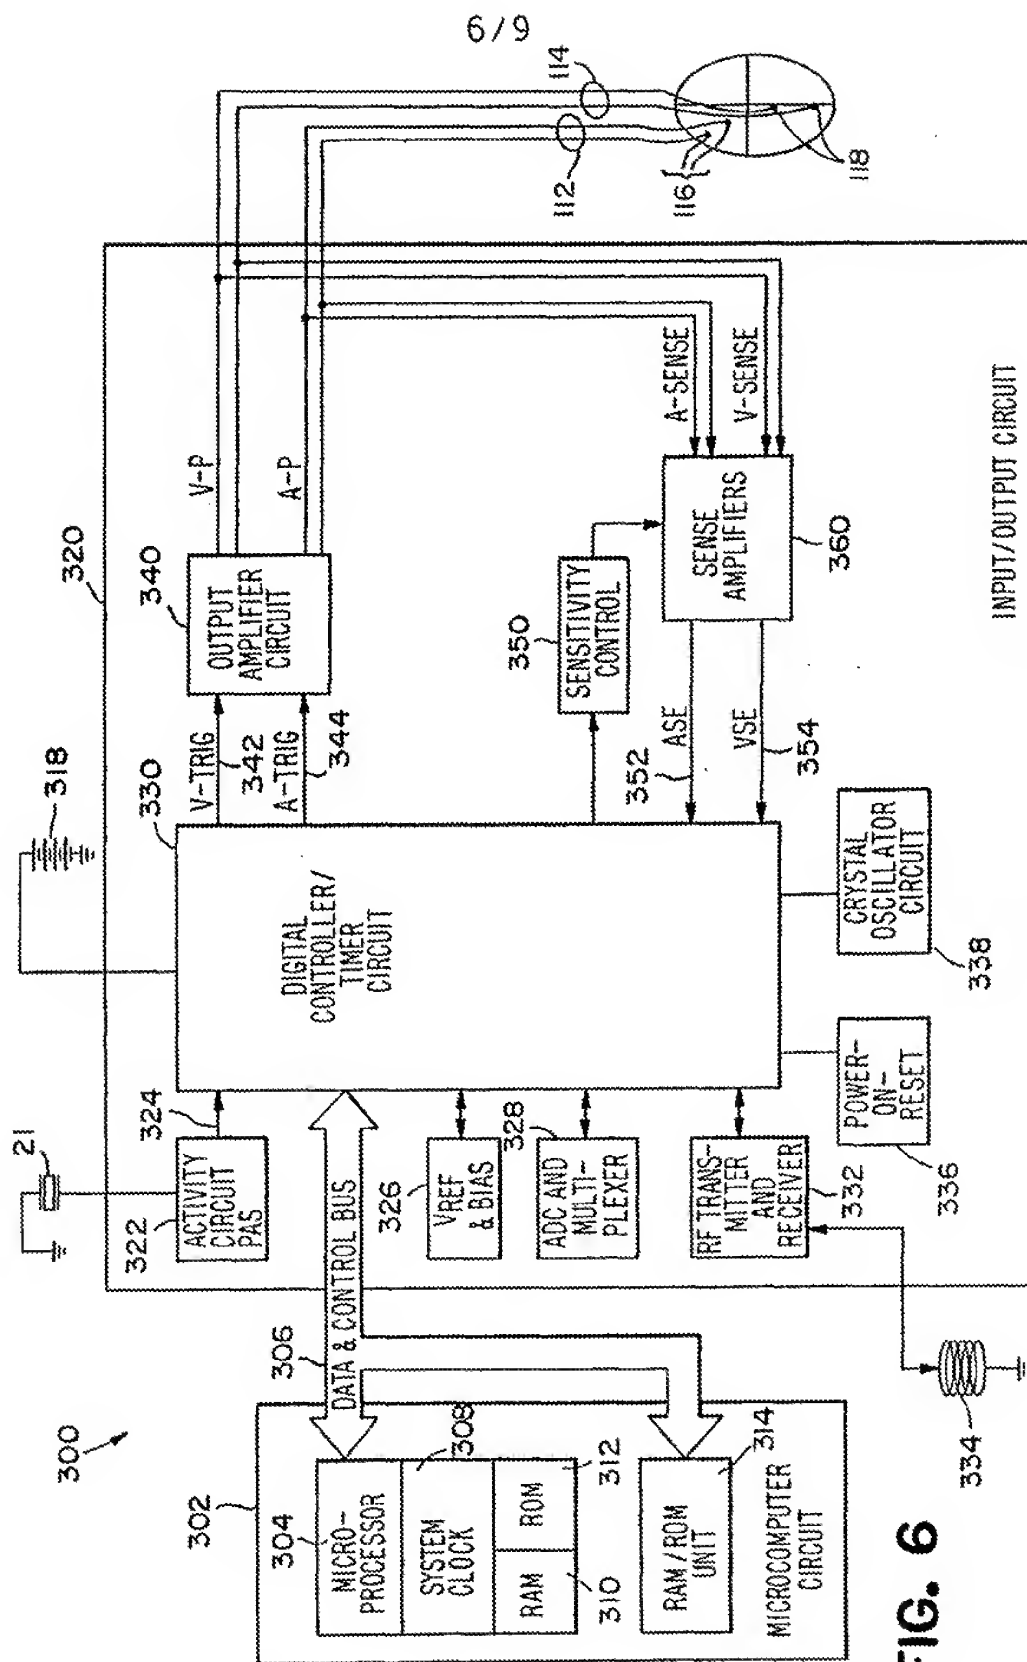 6/9
300
302
304
MICRO-
PROCESSOR
SYSTEM
CLOCK
308
RAM
ROM
310
312
RAM/ROM
UNIT
314
MICROCOMPUTER
CIRCUIT
306
DATA & CONTROL BUS
21
322
ACTIVITY
CIRCUIT
PAS
324
VREF
& BIAS
326
ADC AND
MULTI-
PLEXER
328
RF TRANS-
MITTER
AND
RECEIVER
332
334
POWER-
ON-
RESET
336
CRYSTAL
OSCILLATOR
CIRCUIT
338
318
320
330
DIGITAL
CONTROLLER/
TIMER
CIRCUIT
V-TRIG
342
A-TRIG
344
340
OUTPUT
AMPLIFIER
CIRCUIT
V-P
A-P
350
SENSITIVITY
CONTROL
352
ASE
VSE
354
SENSE
AMPLIFIERS
360
A-SENSE
V-SENSE
112
114
116
118
INPUT/OUTPUT CIRCUIT
FIG. 6